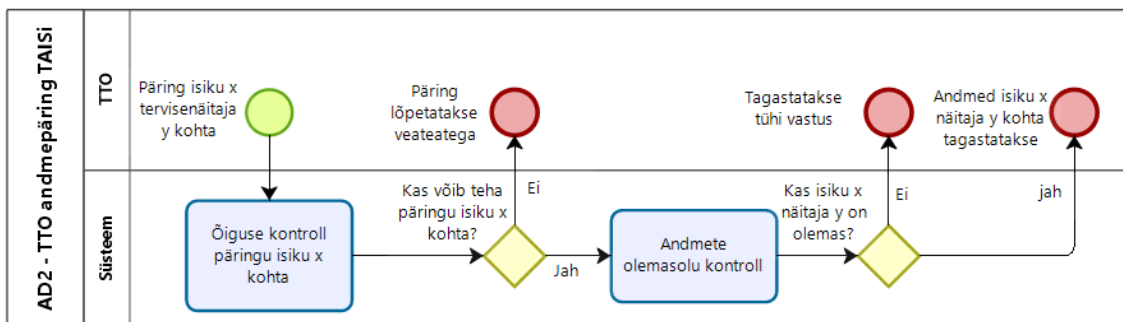 AD2 - TTO andmepäring TAISi
TTO
Päring isiku x
tervisenäitaja
y kohta
Päring
lõpetatakse
veateatega
Tagastatakse
tühi vastus
Andmed isiku x
näitaja y kohta
tagastatakse
Süsteem
Õiguse kontroll
päringu isiku x
kohta
Kas võib teha
päringu isiku x
kohta?
Ei
Jah
Andmete
olemasolu kontroll
Kas isiku x
näitaja y on
olemas?
Ei
jah